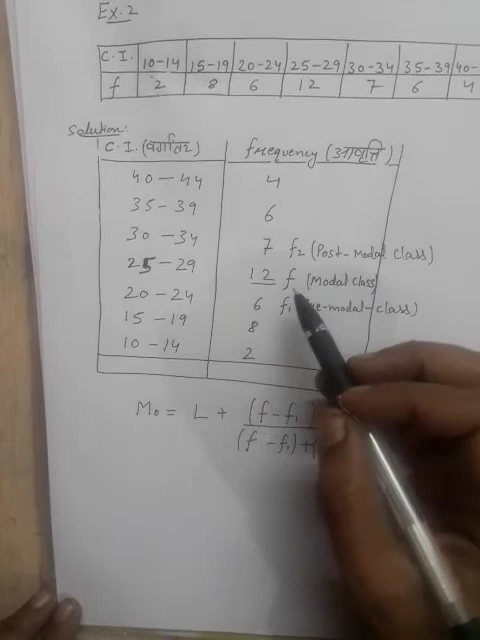 Ex.2
C.I. 10-14 15-19 20-24 25-29 30-34 35-39 40-
f 2 8 6 12 7 6 4
Solution:
C.I. (वर्गांतर) frequency (आवृत्ति)
40-44 4
35-39 6
30-34 7 f2 (Post-Modal Class)
25-29 12 f (Modal Class)
20-24 6 f1 -modal-class)
15-19 8
10-14 2
Mo = L + (f-f1)
(f-f1)+